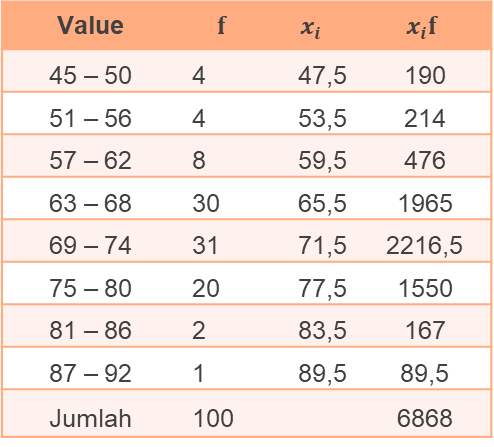 Value f xᵢ xᵢf
45 – 50 4 47,5 190
51 – 56 4 53,5 214
57 – 62 8 59,5 476
63 – 68 30 65,5 1965
69 – 74 31 71,5 2216,5
75 – 80 20 77,5 1550
81 – 86 2 83,5 167
87 – 92 1 89,5 89,5
Jumlah 100 6868